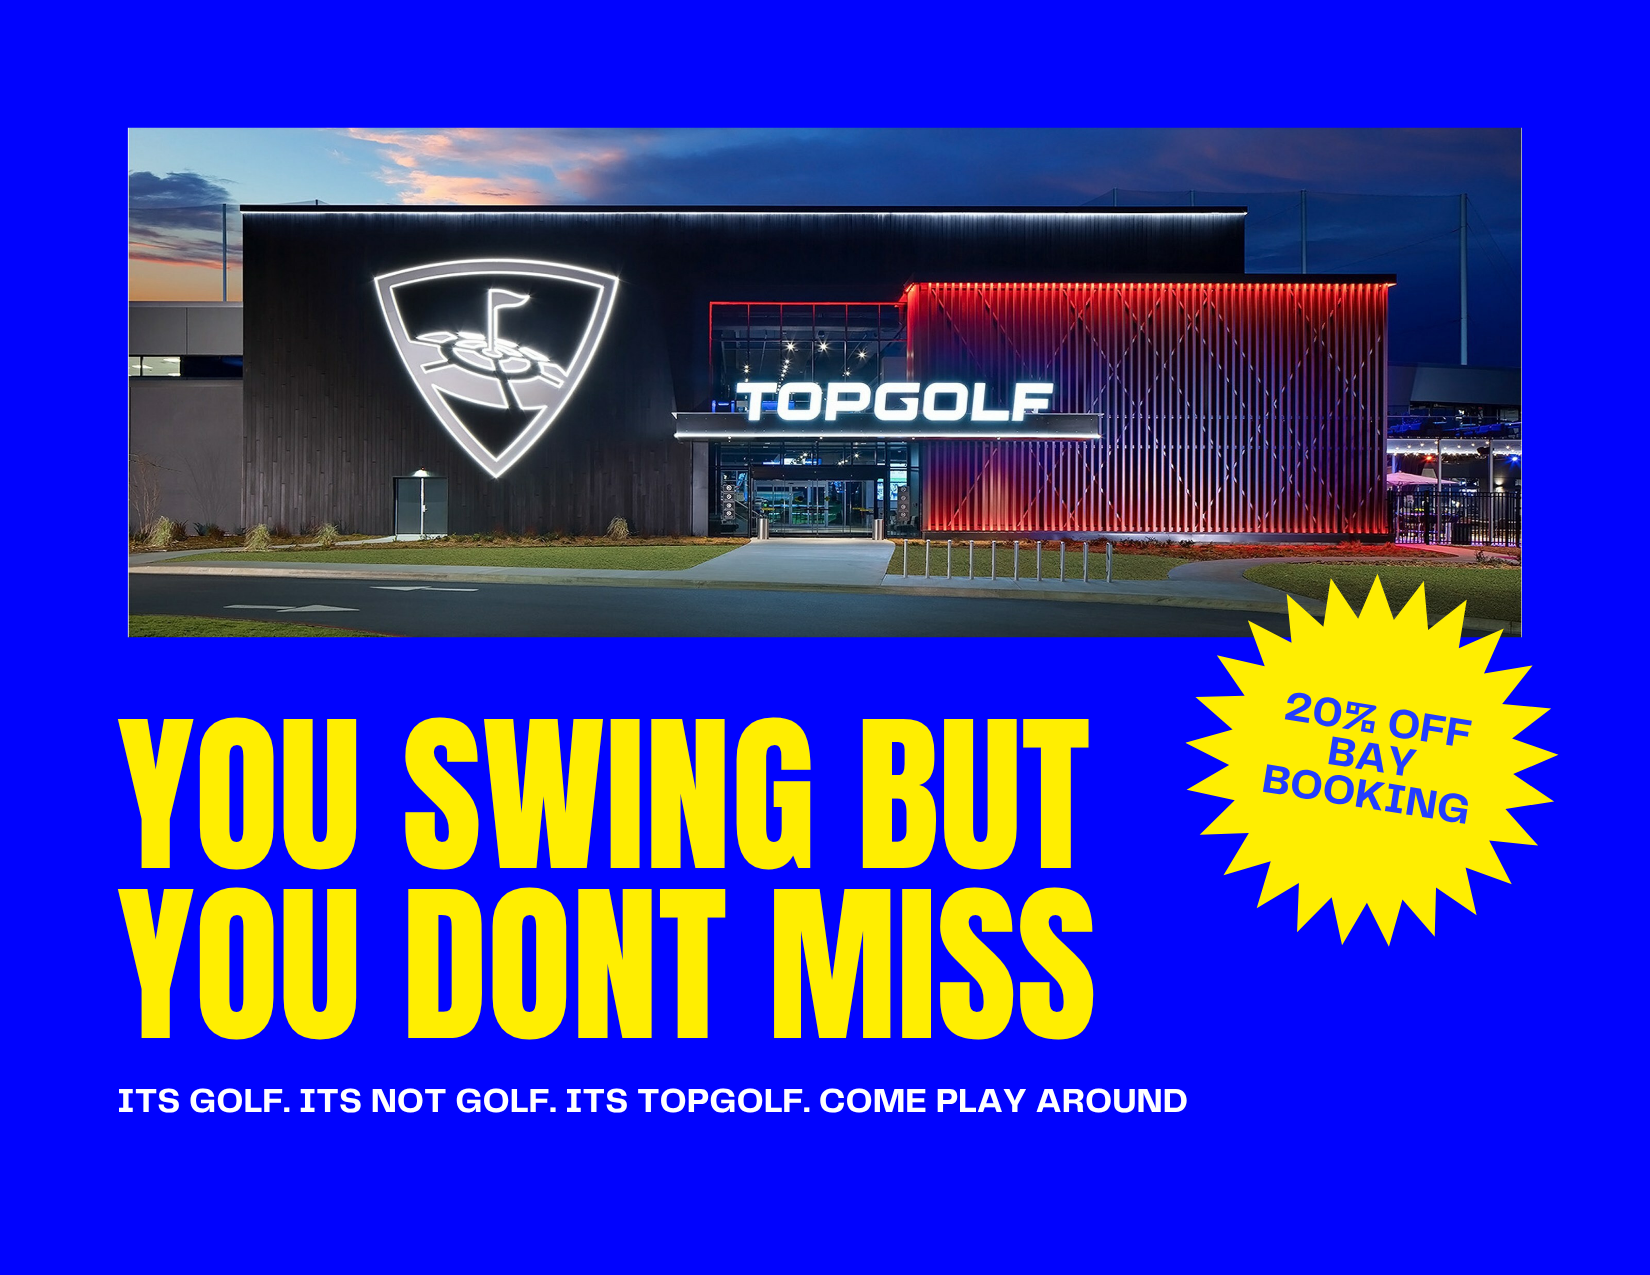 TOPGOLF
20% OFF
BAY
BOOKING
YOU SWING BUT
YOU DONT MISS
ITS GOLF. ITS NOT GOLF. ITS TOPGOLF. COME PLAY AROUND